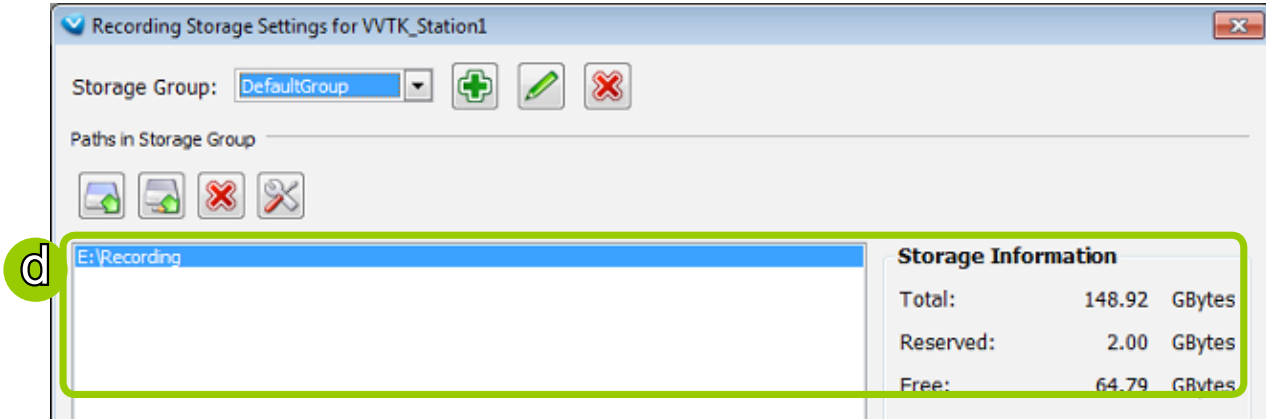 Recording Storage Settings for VVTK_Station1
Storage Group: DefaultGroup
Paths in Storage Group
d
E:\Recording
Storage Information
Total: 148.92 GBytes
Reserved: 2.00 GBytes
Free: 64.79 GBytes